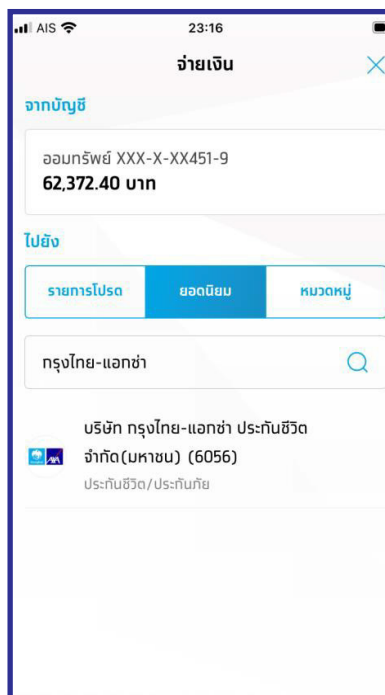 AIS 23:16
จ่ายเงิน
จากบัญชี
ออมทรัพย์ XXX-X-XX451-9
62,372.40 บาท
ไปยัง
รายการโปรด ยอดนิยม หมวดหมู่
กรุงไทย-แอกซ่า
บริษัท กรุงไทย-แอกซ่า ประกันชีวิต
จำกัด(มหาชน) (6056)
ประกันชีวิต/ประกันภัย